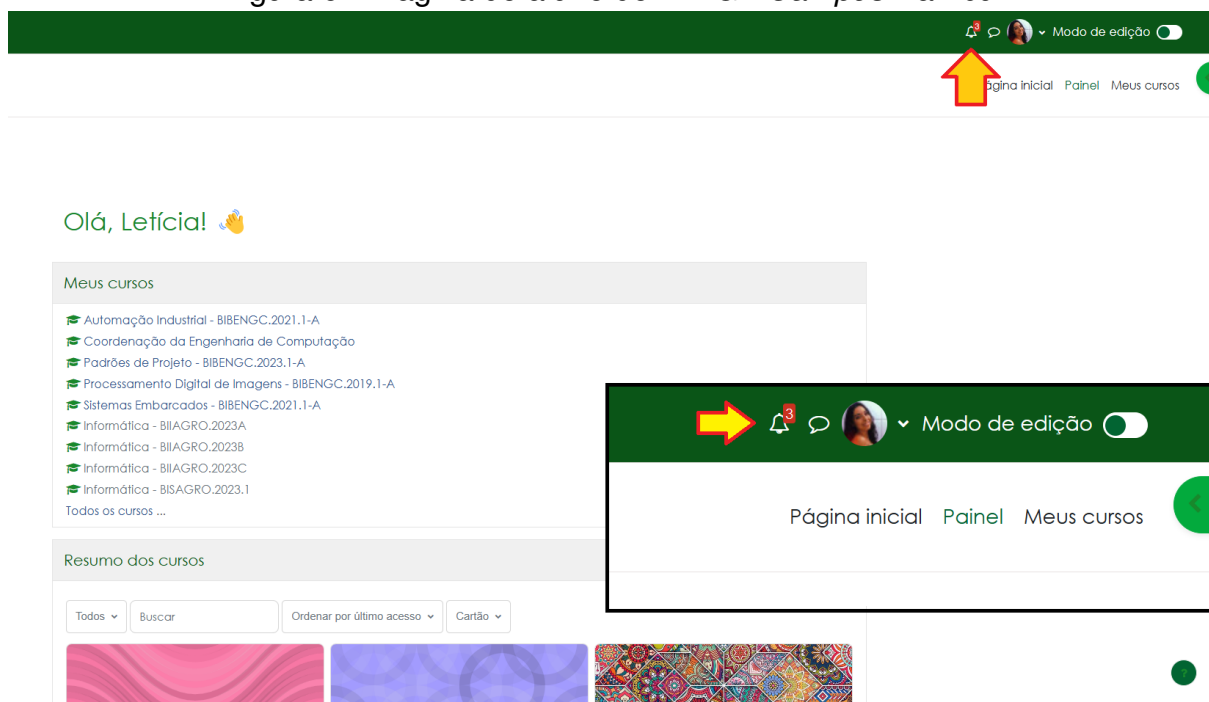 3 Modo de edição
Página inicial Painel Meus cursos
Olá, Letícia!
Meus cursos
Automação Industrial - BIBENGC.2021.1-A
Coordenação da Engenharia de Computação
Padrões de Projeto - BIBENGC.2023.1-A
Processamento Digital de Imagens - BIBENGC.2019.1-A
Sistemas Embarcados - BIBENGC.2021.1-A
Informática - BIIAGRO.2023A
Informática - BIIAGRO.2023B
Informática - BIIAGRO.2023C
Informática - BISAGRO.2023.1
Todos os cursos ...
3 Modo de edição
Página inicial Painel Meus cursos
Resumo dos cursos
Todos Buscar Ordenar por último acesso Cartão
?